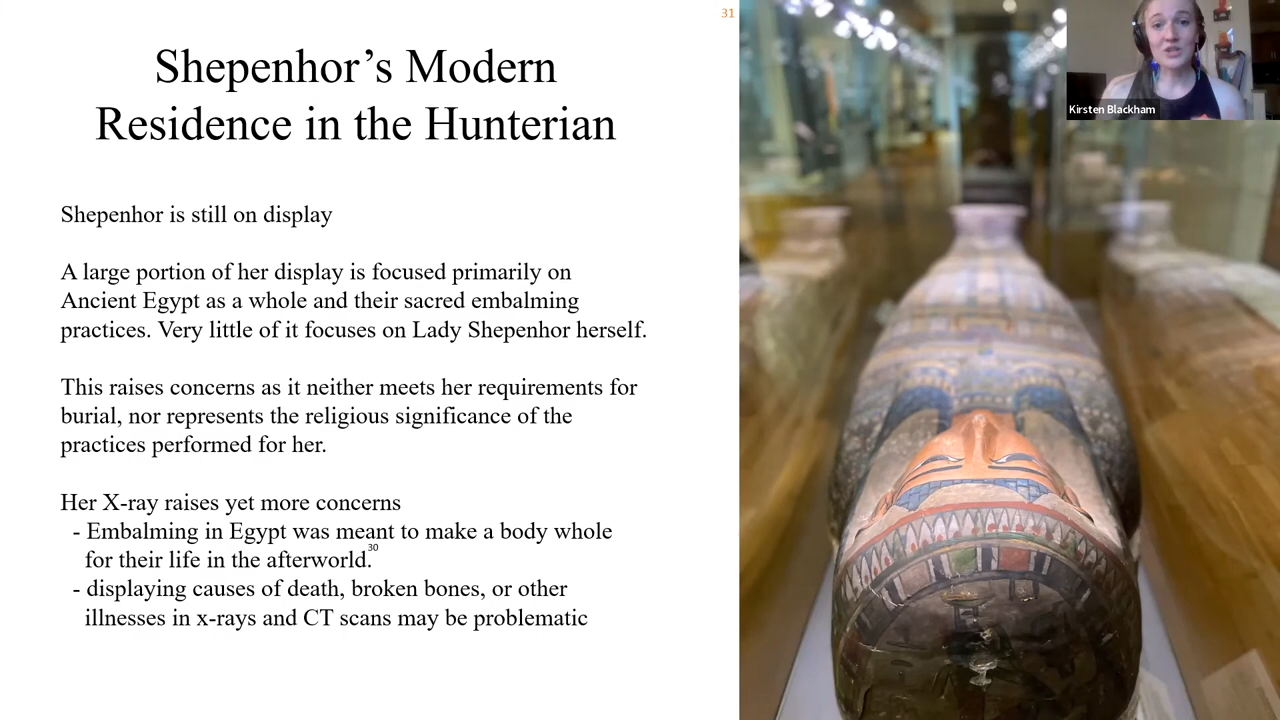 31
Shepenhor’s Modern
Residence in the Hunterian
Shepenhor is still on display
A large portion of her display is focused primarily on
Ancient Egypt as a whole and their sacred embalming
practices. Very little of it focuses on Lady Shepenhor herself.
This raises concerns as it neither meets her requirements for
burial, nor represents the religious significance of the
practices performed for her.
Her X-ray raises yet more concerns
- Embalming in Egypt was meant to make a body whole
for their life in the afterworld.30
- displaying causes of death, broken bones, or other
illnesses in x-rays and CT scans may be problematic
Kirsten Blackham